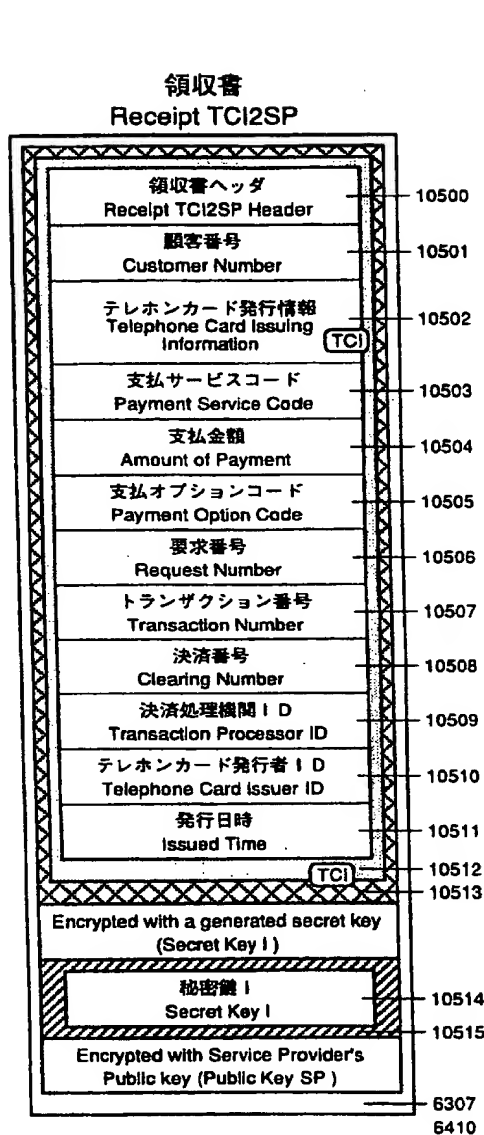 領収書
Receipt TCI2SP
領収書ヘッダ
Receipt TCI2SP Header
10500
顧客番号
Customer Number
10501
テレホンカード発行情報
Telephone Card Issuing
Information
TCI
10502
支払サービスコード
Payment Service Code
10503
支払金額
Amount of Payment
10504
支払オプションコード
Payment Option Code
10505
要求番号
Request Number
10506
トランザクション番号
Transaction Number
10507
決済番号
Clearing Number
10508
決済処理機関ID
Transaction Processor ID
10509
テレホンカード発行者ID
Telephone Card Issuer ID
10510
発行日時
Issued Time
10511
TCI
10512
10513
Encrypted with a generated secret key
(Secret Key I )
秘密鍵 I
Secret Key I
10514
10515
Encrypted with Service Provider's
Public key (Public Key SP )
6307
6410